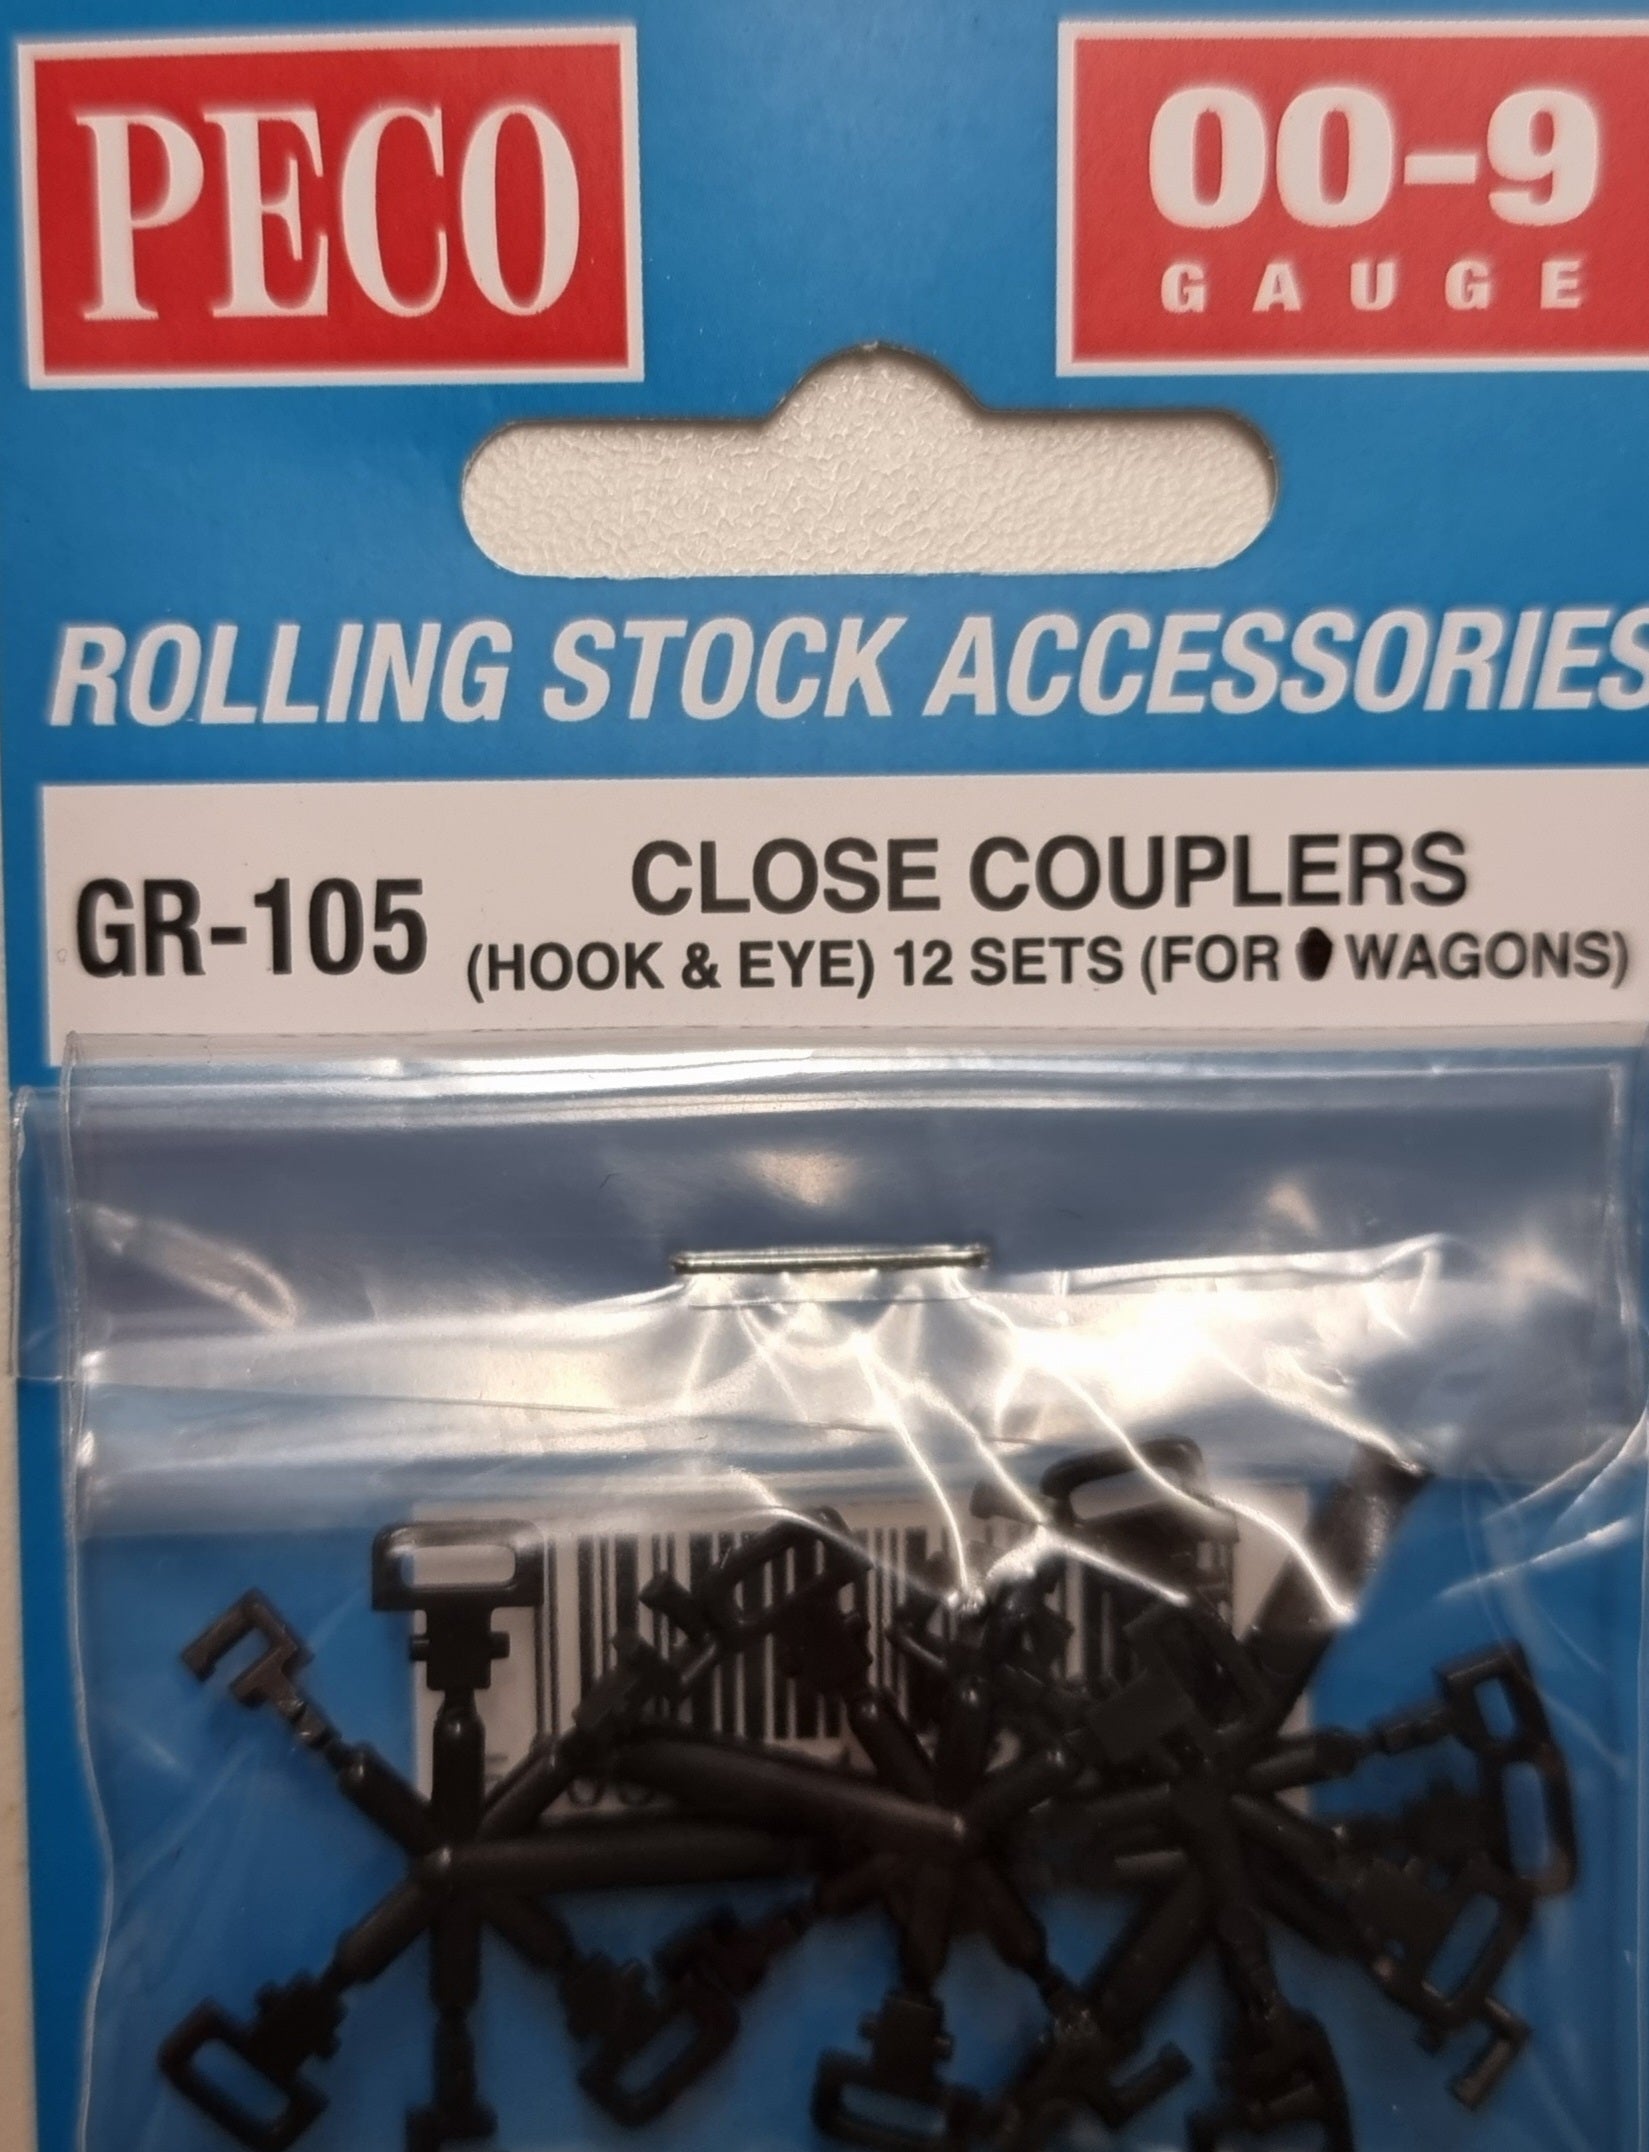 PECO
00-9
GAUGE
ROLLING STOCK ACCESSORIES
GR-105
CLOSE COUPLERS
(HOOK & EYE) 12 SETS (FOR WAGONS)